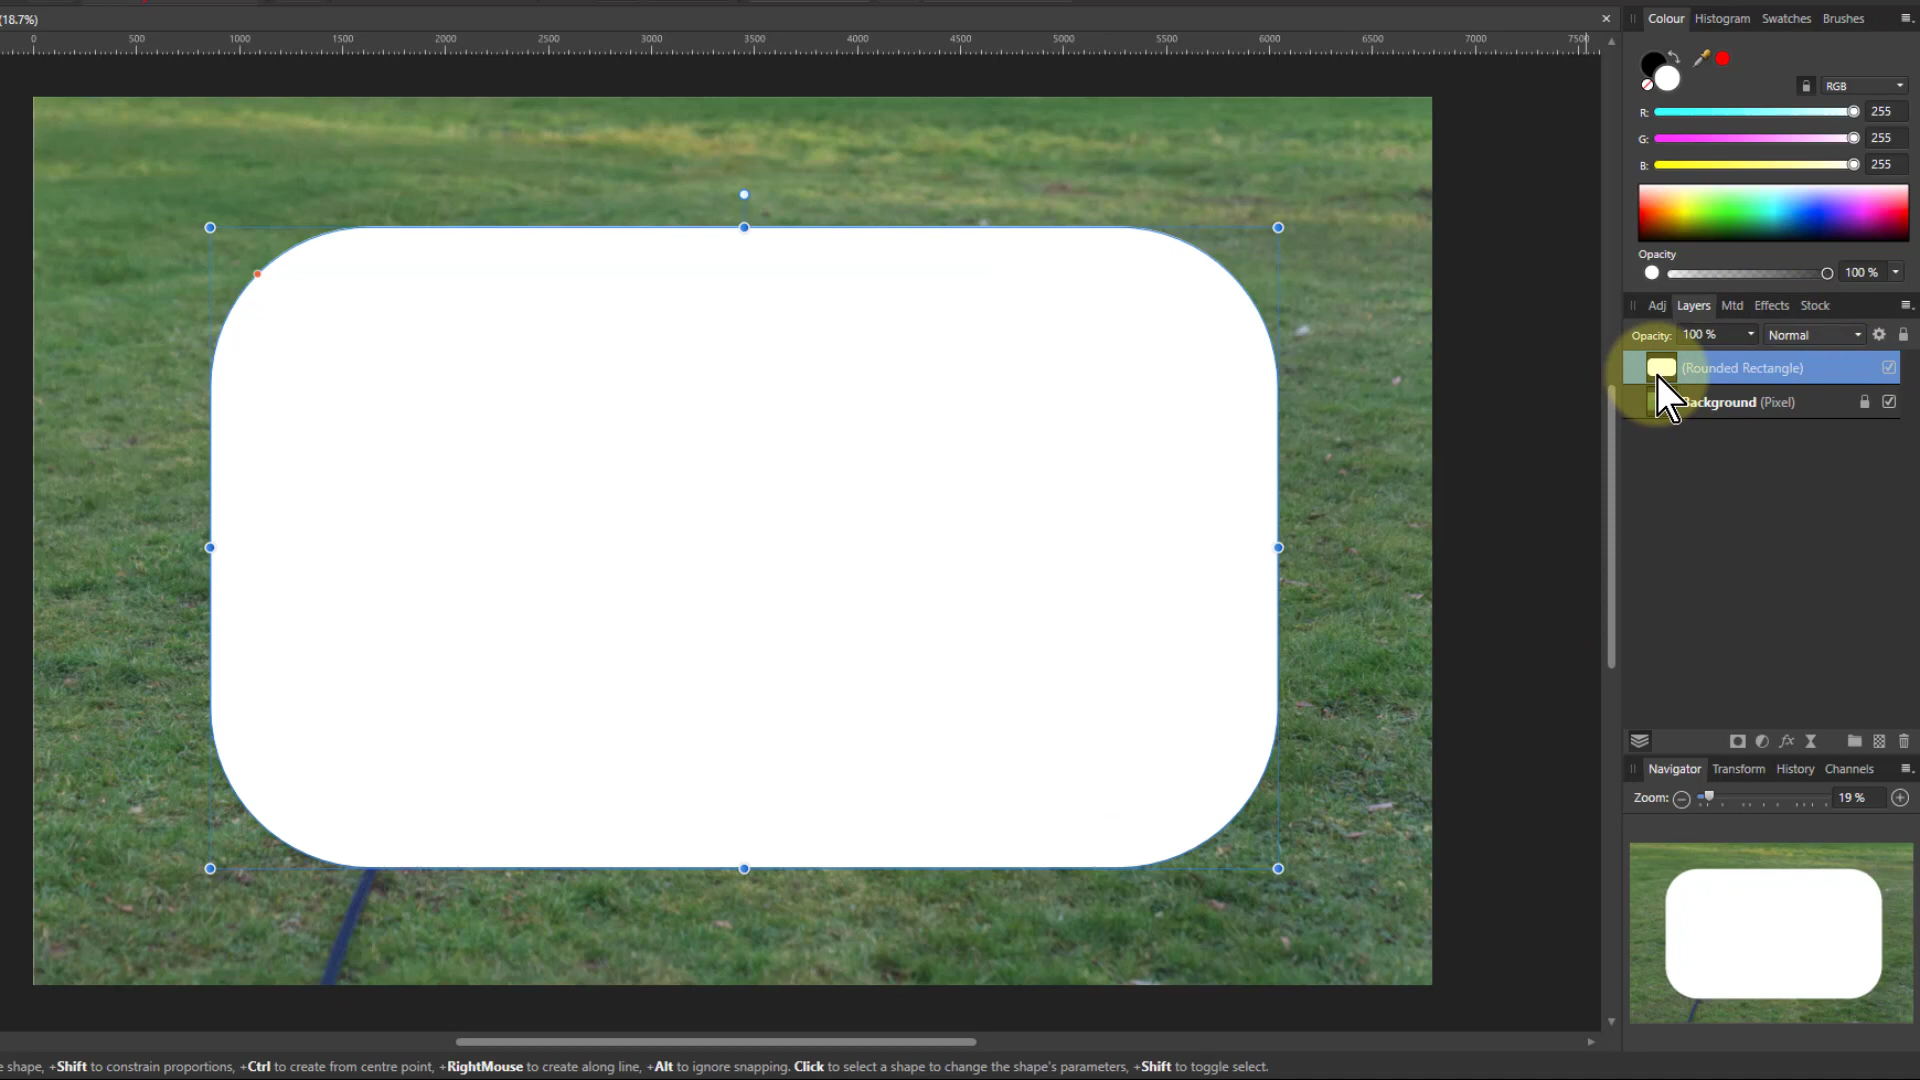 (18.7%)
Colour Histogram Swatches Brushes
0 500 1000 1500 2000 2500 3000 3500 4000 4500 5000 5500 6000 6500 7000 7500
RGB
R: 255
G: 255
B: 255
Opacity
100 %
Adj Layers Mtd Effects Stock
Opacity: 100 % Normal
(Rounded Rectangle)
Background (Pixel)
fx
Navigator Transform History Channels
Zoom: 19 %
e shape, +Shift to constrain proportions, +Ctrl to create from centre point, +RightMouse to create along line, +Alt to ignore snapping. Click to select a shape to change the shape's parameters, +Shift to toggle select.